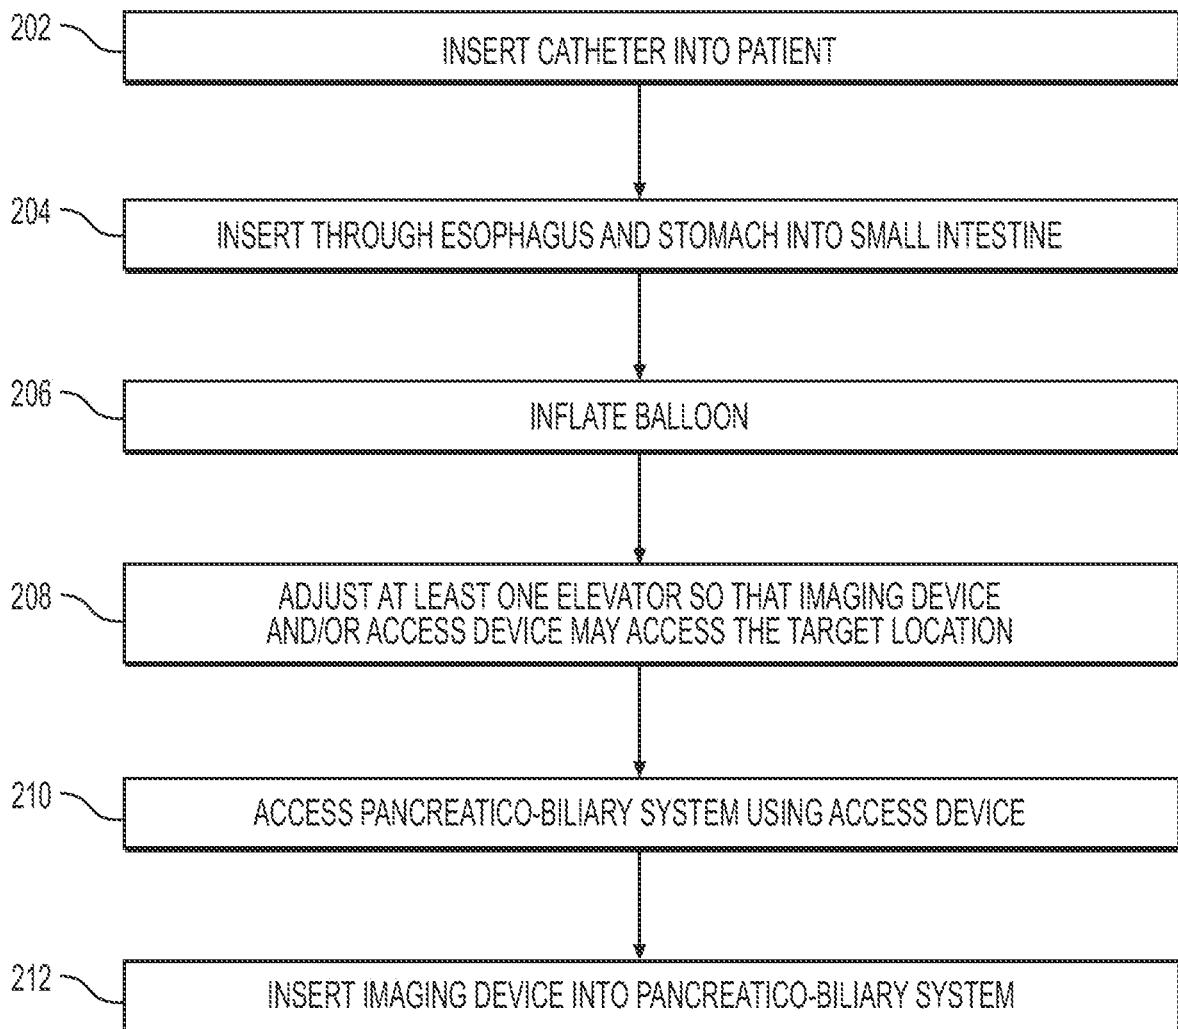 202
INSERT CATHETER INTO PATIENT
204
INSERT THROUGH ESOPHAGUS AND STOMACH INTO SMALL INTESTINE
206
INFLATE BALLOON
208
ADJUST AT LEAST ONE ELEVATOR SO THAT IMAGING DEVICE
AND/OR ACCESS DEVICE MAY ACCESS THE TARGET LOCATION
210
ACCESS PANCREATICO-BILIARY SYSTEM USING ACCESS DEVICE
212
INSERT IMAGING DEVICE INTO PANCREATICO-BILIARY SYSTEM